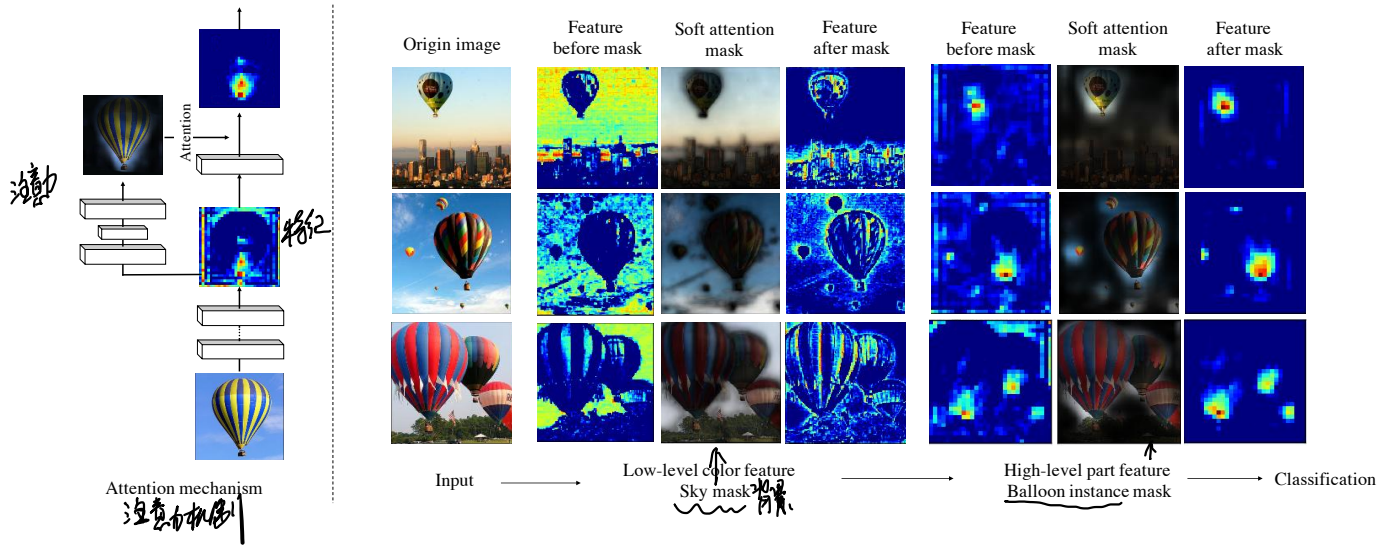 Attention
注意力
特征
Attention mechanism
注意力机制
Origin image
Feature
before mask
Soft attention
mask
Feature
after mask
Feature
before mask
Soft attention
mask
Feature
after mask
Input
Low-level color feature
Sky mask 背景
High-level part feature
Balloon instance mask
Classification